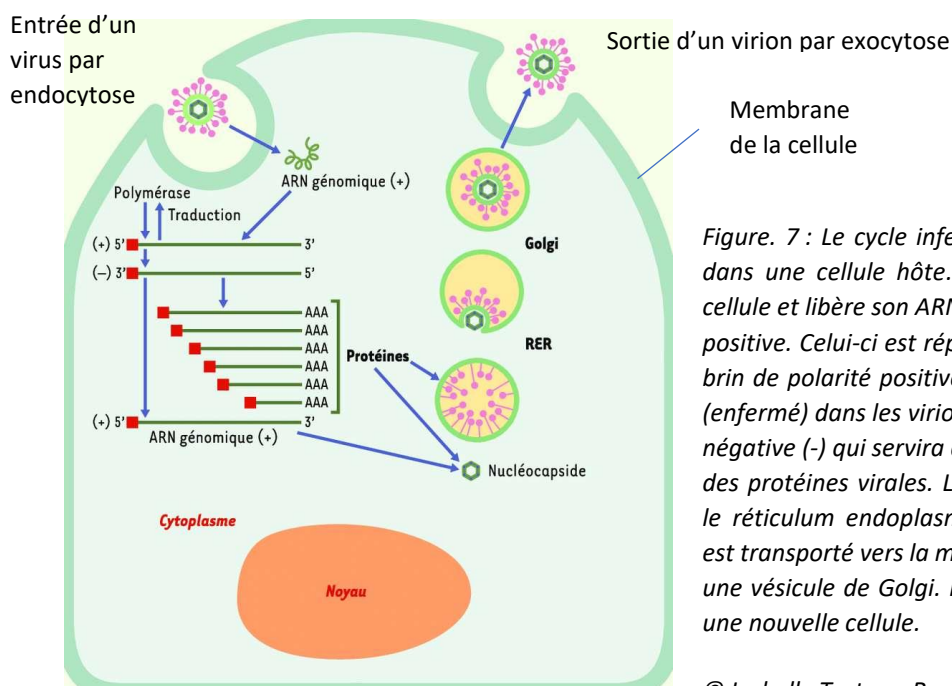 Entrée d’un
virus par
endocytose
Sortie d’un virion par exocytose
Membrane
de la cellule
ARN génomique (+)
Polymérase
Traduction
(+) 5’ 3’
(–) 3’ 5’
AAA
AAA
AAA
AAA
AAA
AAA
Protéines
(+) 5’ 3’
ARN génomique (+)
Golgi
RER
Nucléocapside
Cytoplasme
Noyau
Figure. 7 : Le cycle infe
dans une cellule hôte.
cellule et libère son ARN
positive. Celui-ci est rép
brin de polarité positive
(enfermé) dans les virio
négative (-) qui servira
des protéines virales. L
le réticulum endoplasm
est transporté vers la m
une vésicule de Golgi.
une nouvelle cellule.